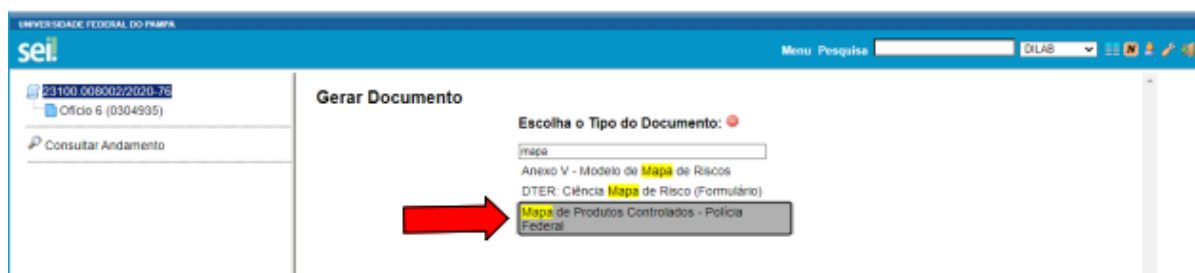 UNIVERSIDADE FEDERAL DO PAMPA
sei!
Menu Pesquisa
DILAB
23100.008002/2020-76
Ofício 6 (0304935)
Consultar Andamento
Gerar Documento
Escolha o Tipo do Documento:
mapa
Anexo V - Modelo de Mapa de Riscos
DTER: Ciência Mapa de Risco (Formulário)
Mapa de Produtos Controlados - Polícia
Federal